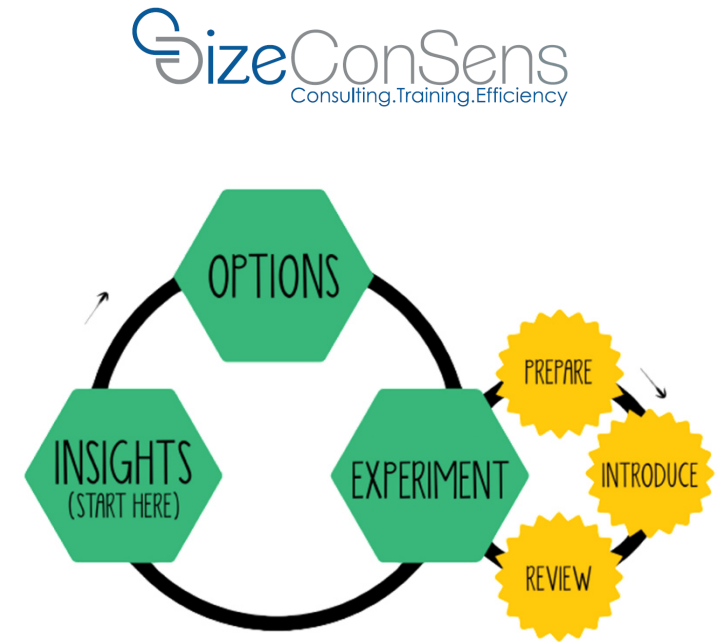 SizeConSens
Consulting.Training.Efficiency
OPTIONS
PREPARE
INSIGHTS
(START HERE)
EXPERIMENT
INTRODUCE
REVIEW